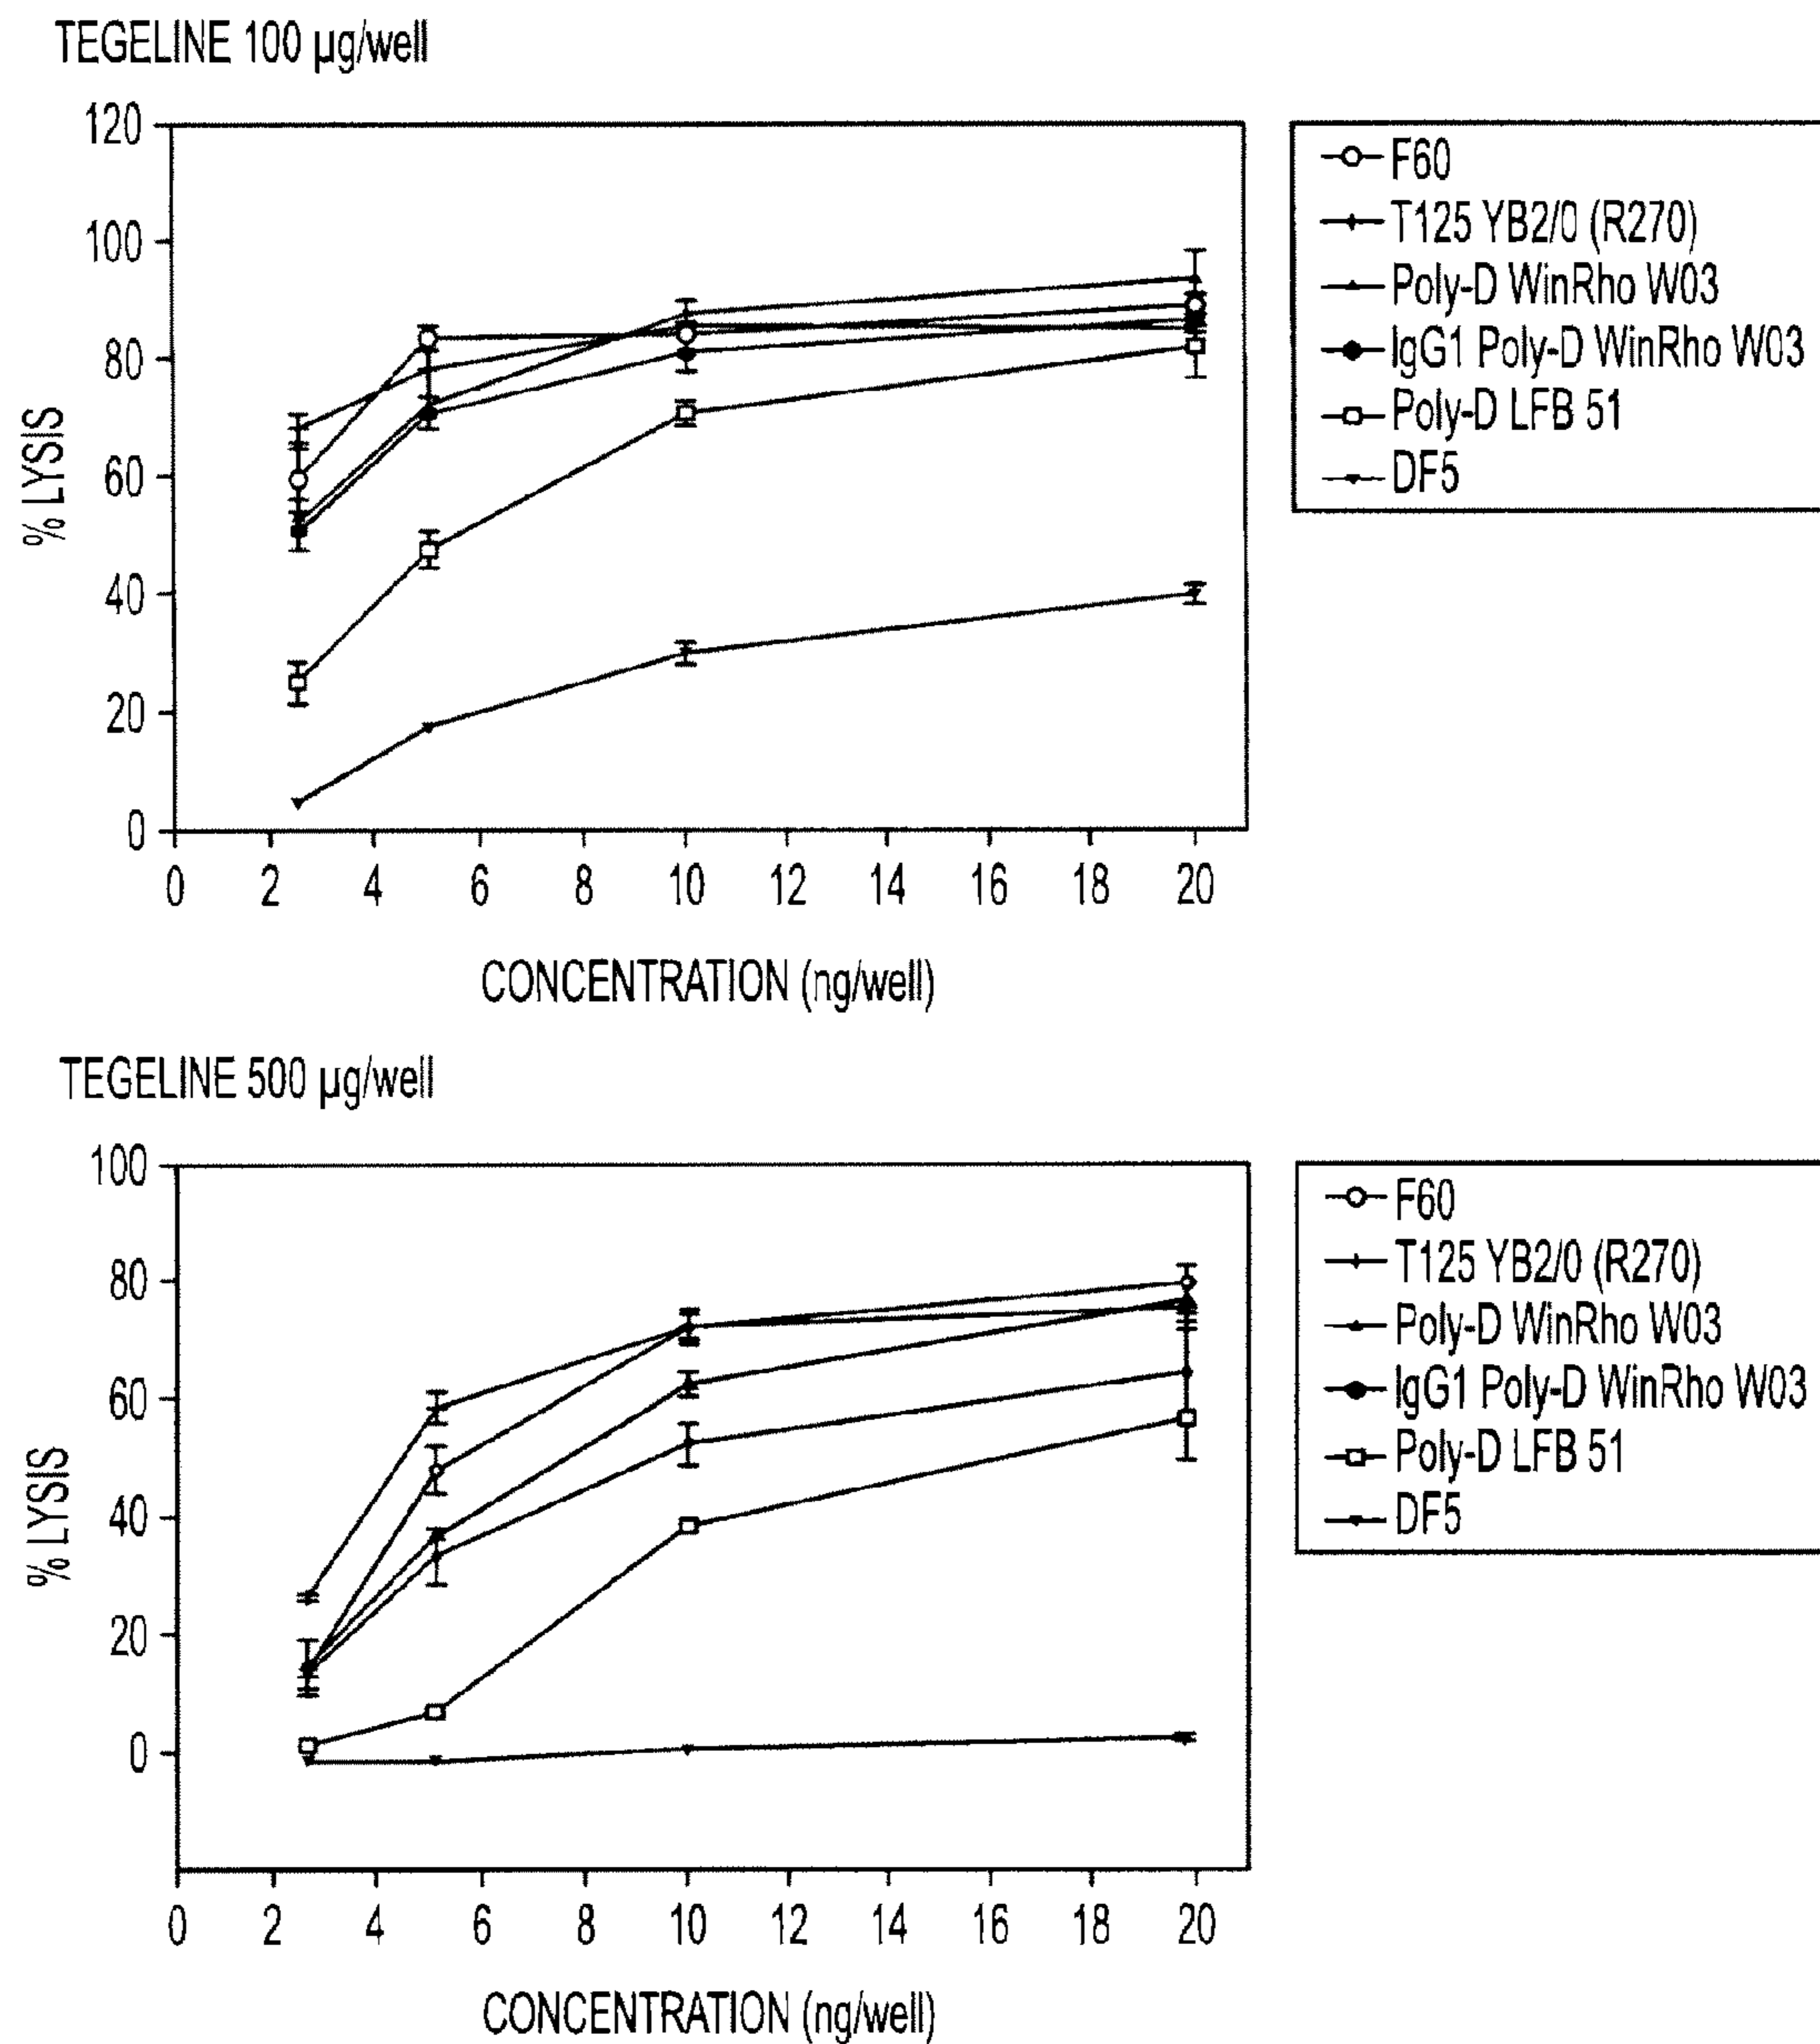 TEGELINE 100 µg/well
120
100
80
60
40
20
0
% LYSIS
0 2 4 6 8 10 12 14 16 18 20
CONCENTRATION (ng/well)
F60
T125 YB2/0 (R270)
Poly-D WinRho W03
IgG1 Poly-D WinRho W03
Poly-D LFB 51
DF5
TEGELINE 500 µg/well
100
80
60
40
20
0
% LYSIS
0 2 4 6 8 10 12 14 16 18 20
CONCENTRATION (ng/well)
F60
T125 YB2/0 (R270)
Poly-D WinRho W03
IgG1 Poly-D WinRho W03
Poly-D LFB 51
DF5